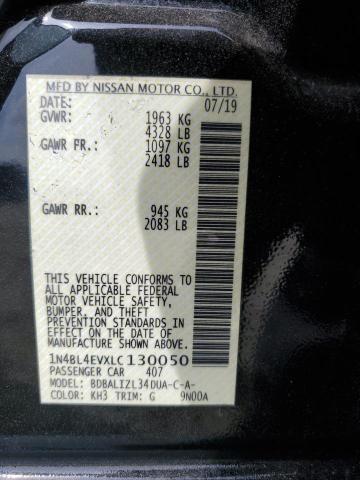 MFD BY NISSAN MOTOR CO., LTD.
DATE: 07/19
GVWR: 1963 KG
4328 LB
GAWR FR.: 1097 KG
2418 LB
GAWR RR.: 945 KG
2083 LB
THIS VEHICLE CONFORMS TO
ALL APPLICABLE FEDERAL
MOTOR VEHICLE SAFETY,
BUMPER, AND THEFT
PREVENTION STANDARDS IN
EFFECT ON THE DATE OF
MANUFACTURE SHOWN ABOVE.
1N4BL4EVXLC130050
PASSENGER CAR 407
MODEL: BDBALIZL34DUA-C-A-
COLOR: KH3 TRIM: G 9N00A